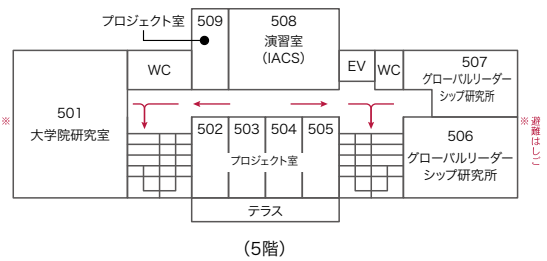 プロジェクト室
509
508
演習室
(IACS)
WC
EV
WC
507
グローバルリーダー
シップ研究所
501
大学院研究室
※
502
503
504
505
プロジェクト室
506
グローバルリーダー
シップ研究所
※避難はしご
テラス
(5階)